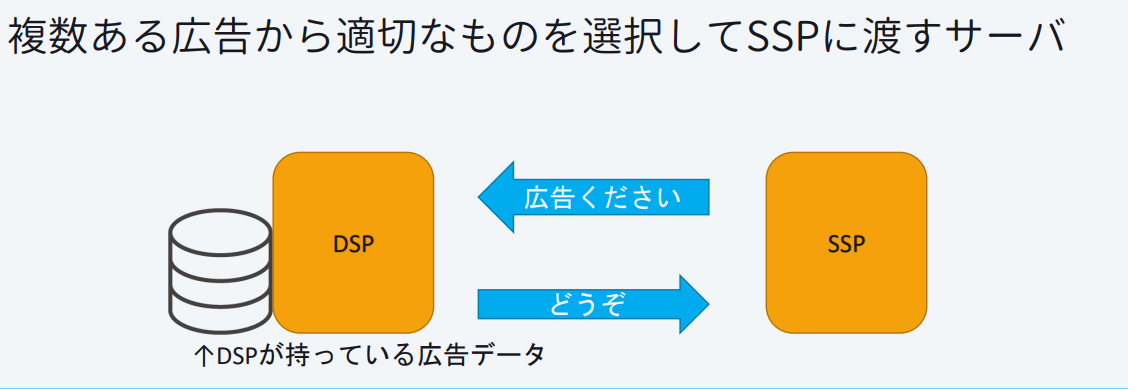 複数ある広告から適切なものを選択してSSPに渡すサーバ
広告ください
DSP
SSP
どうぞ
↑DSPが持っている広告データ